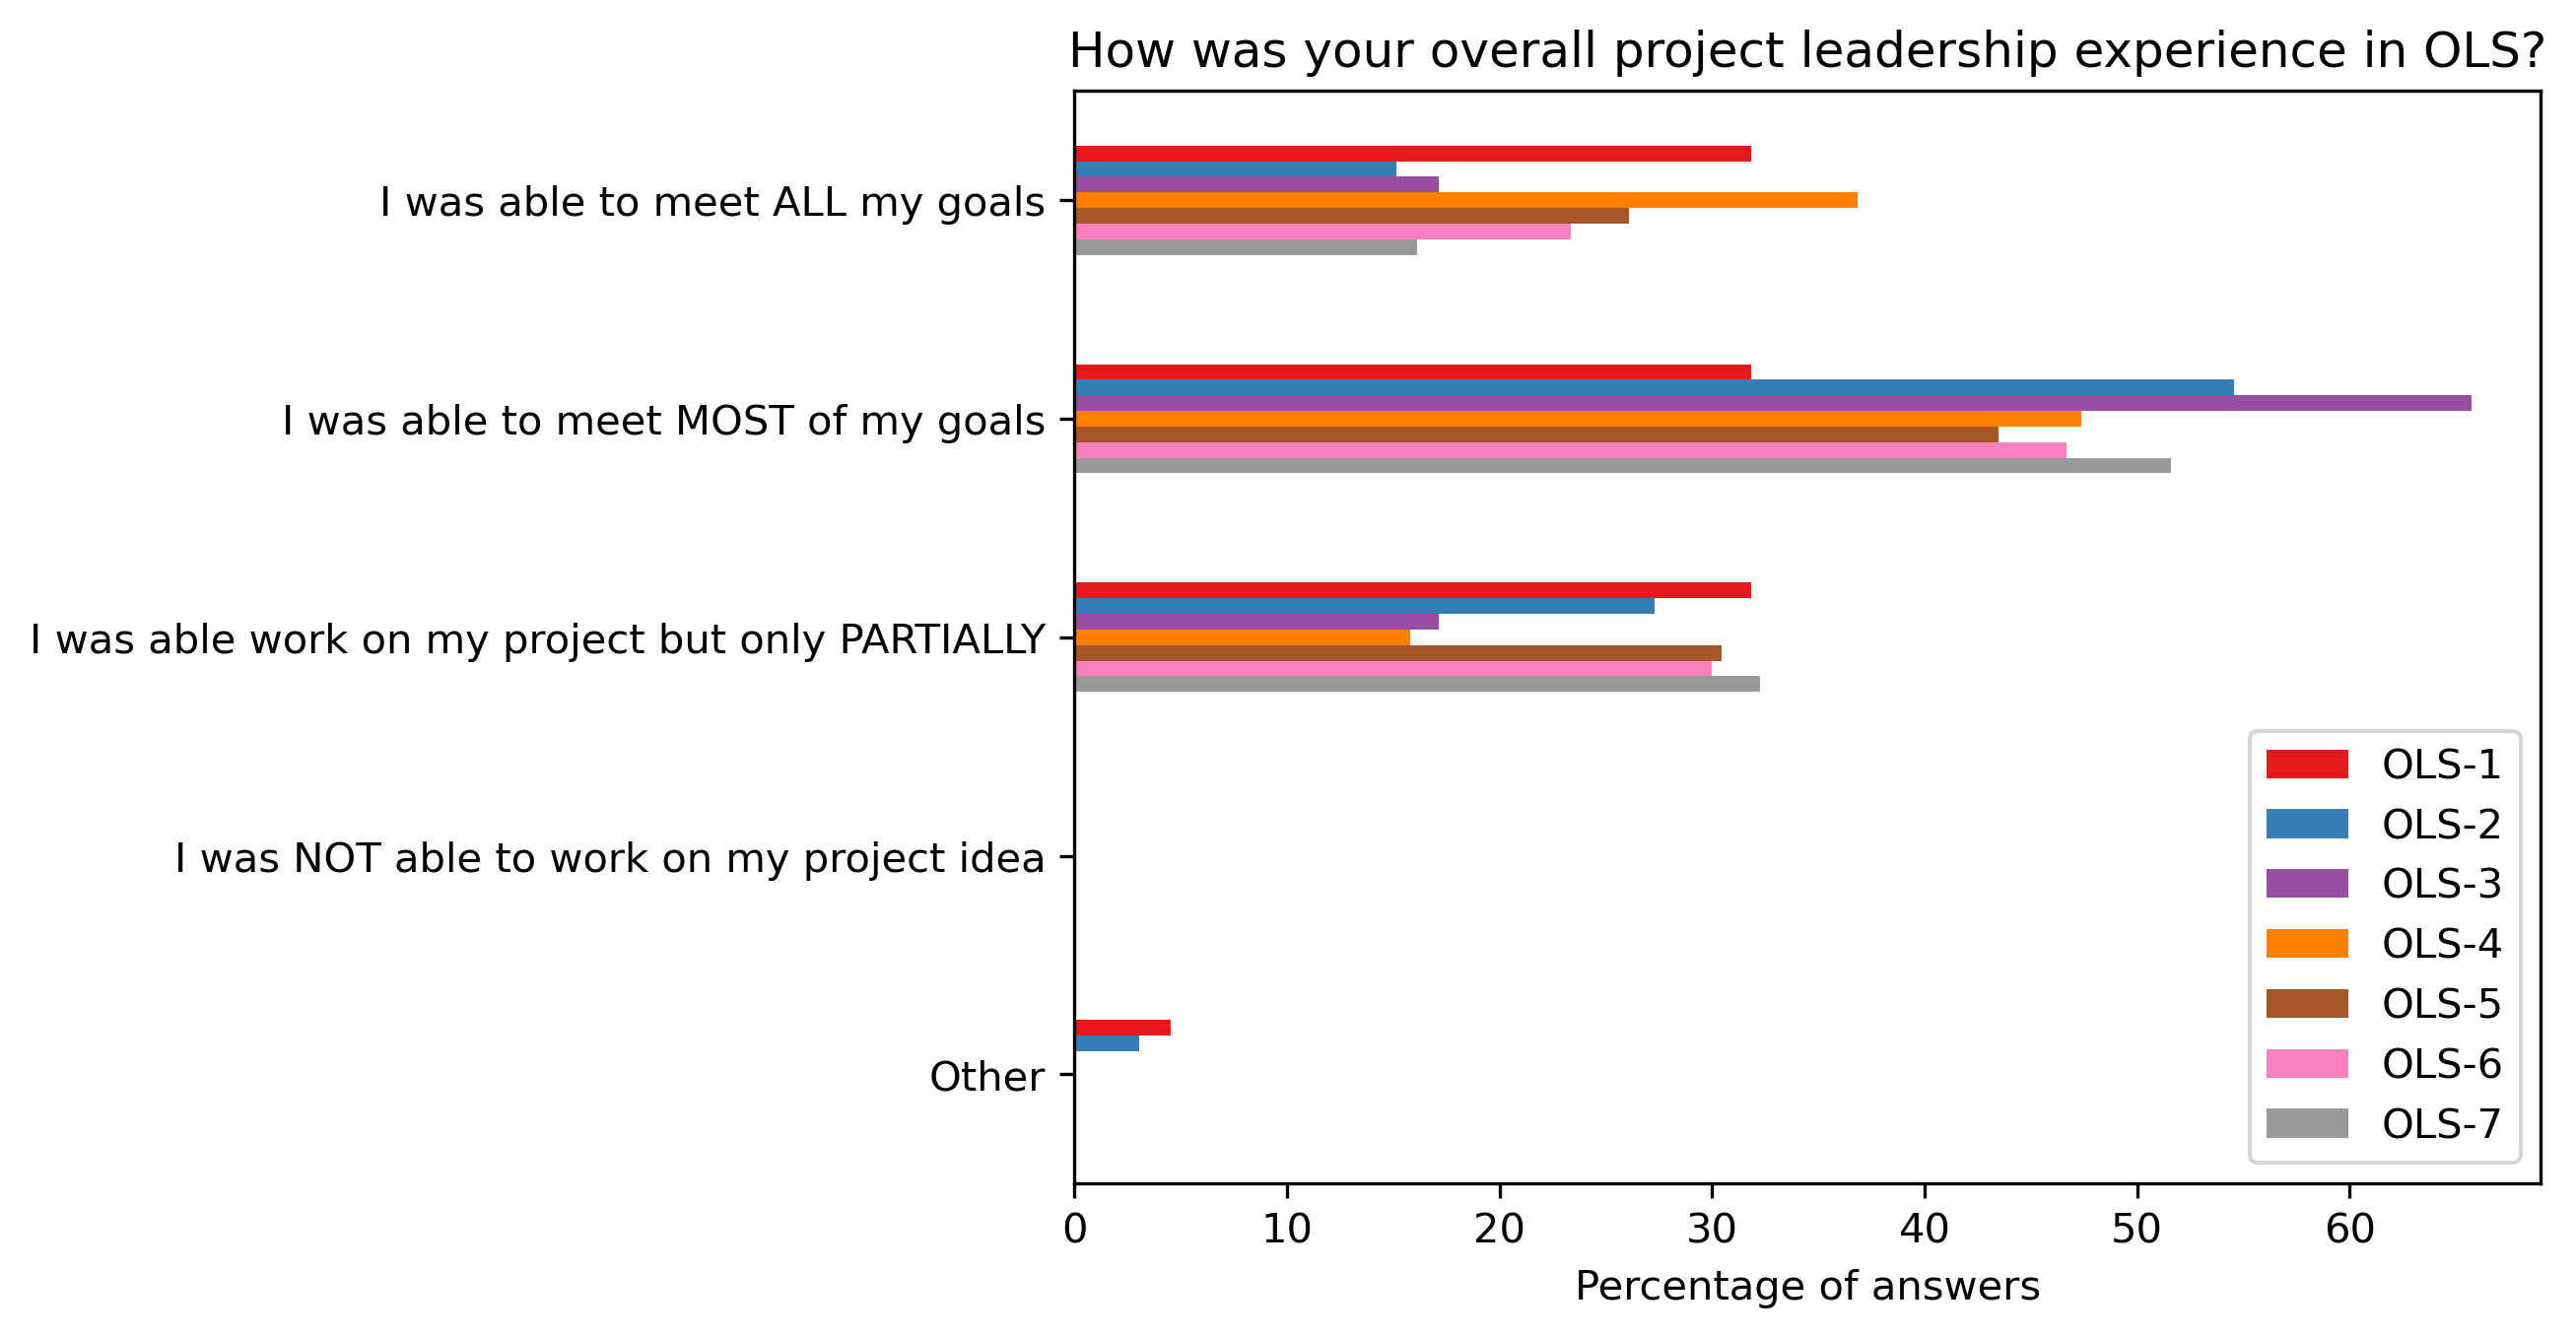 How was your overall project leadership experience in OLS?
I was able to meet ALL my goals
I was able to meet MOST of my goals
I was able work on my project but only PARTIALLY
I was NOT able to work on my project idea
Other
OLS-1
OLS-2
OLS-3
OLS-4
OLS-5
OLS-6
OLS-7
0 10 20 30 40 50 60
Percentage of answers